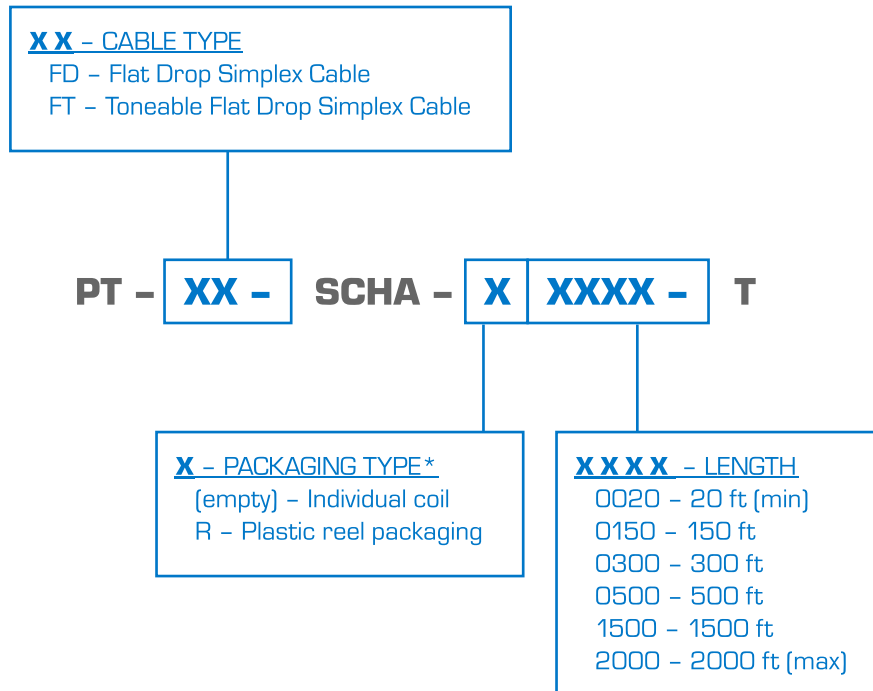 XX – CABLE TYPE
FD – Flat Drop Simplex Cable
FT – Toneable Flat Drop Simplex Cable
PT – XX – SCHA – X XXXX – T
X – PACKAGING TYPE*
(empty) – Individual coil
R – Plastic reel packaging
XXXX – LENGTH
0020 – 20 ft (min)
0150 – 150 ft
0300 – 300 ft
0500 – 500 ft
1500 – 1500 ft
2000 – 2000 ft (max)